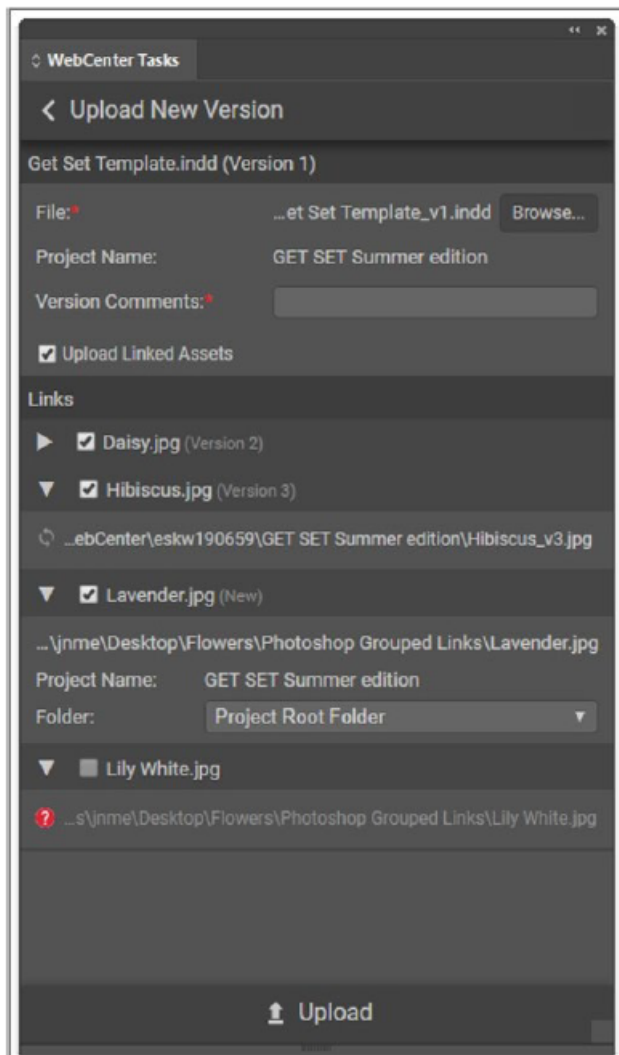 WebCenter Tasks
Upload New Version
Get Set Template.indd (Version 1)
File:* ...et Set Template_v1.indd Browse...
Project Name: GET SET Summer edition
Version Comments:*
Upload Linked Assets
Links
Daisy.jpg (Version 2)
Hibiscus.jpg (Version 3)
...ebCenter\eskw190659\GET SET Summer edition\Hibiscus_v3.jpg
Lavender.jpg (New)
...\jnme\Desktop\Flowers\Photoshop Grouped Links\Lavender.jpg
Project Name: GET SET Summer edition
Folder: Project Root Folder
Lily White.jpg
...s\jnme\Desktop\Flowers\Photoshop Grouped Links\Lily White.jpg
Upload